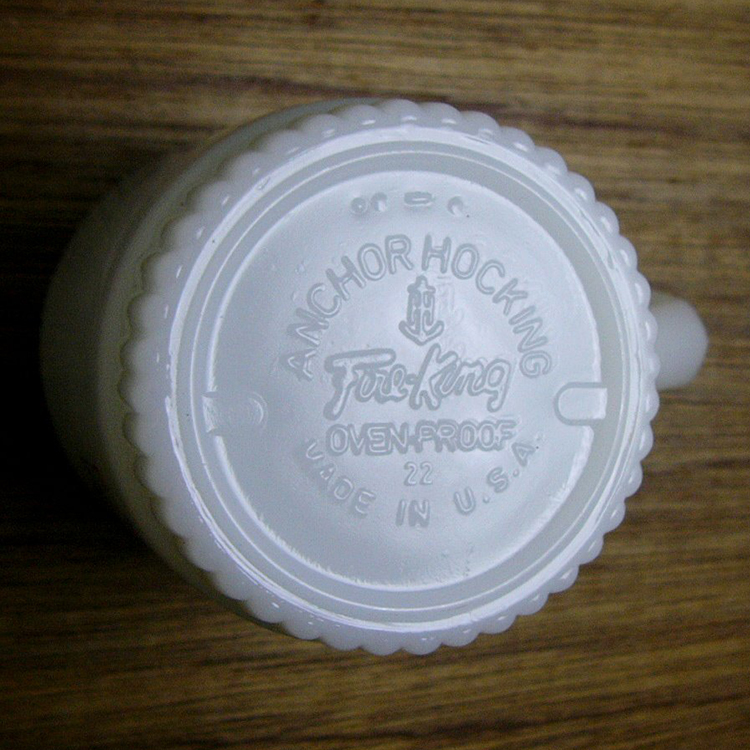 ANCHOR HOCKING
Fire-King
OVEN-PROOF
22
MADE IN U.S.A.